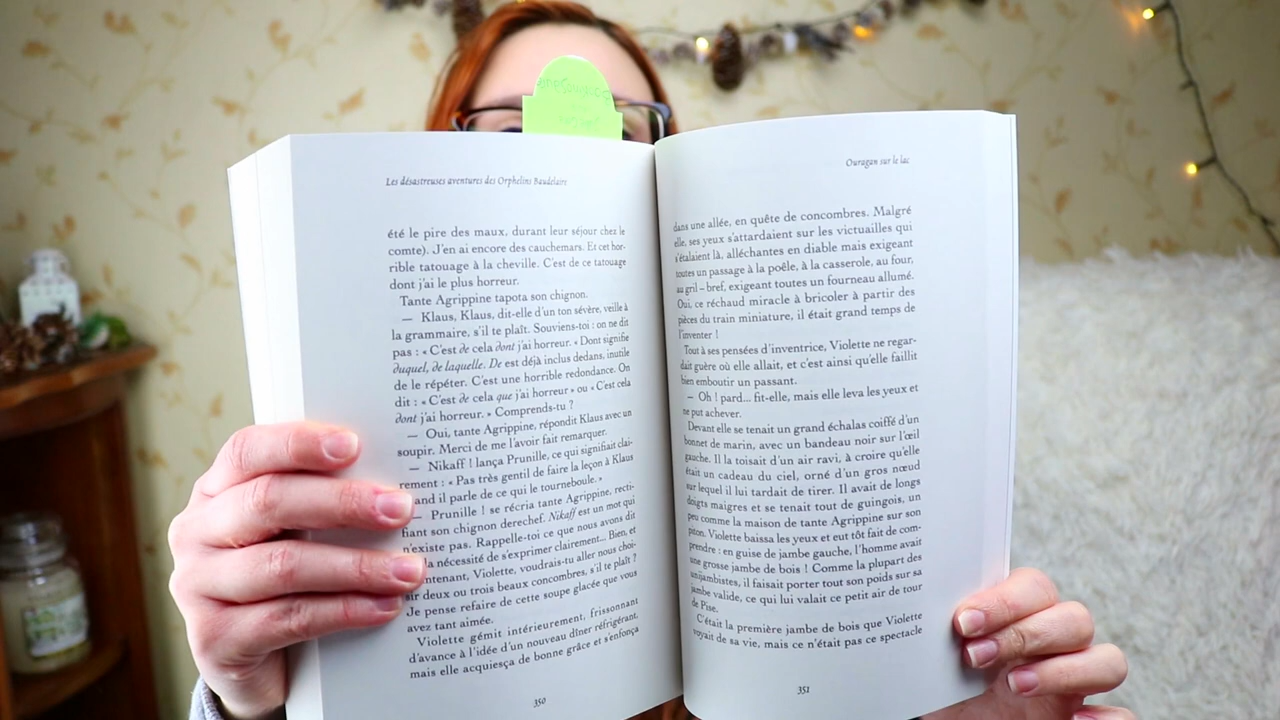 Les désastreuses aventures des Orphelins Baudelaire
été le pire des maux, durant leur séjour chez le
comte). J'en ai encore des cauchemars. Et cet hor-
rible tatouage à la cheville. C'est de ce tatouage
dont j'ai le plus horreur.
Tante Agrippine tapota son chignon.
— Klaus, Klaus, dit-elle d'un ton sévère, veille à
la grammaire, s'il te plaît. Souviens-toi : on ne dit
pas : « C'est de cela dont j'ai horreur. » Dont signifie
duquel, de laquelle. De est déjà inclus dedans, inutile
de le répéter. C'est une horrible redondance. On
dit : « C'est de cela que j'ai horreur » ou « C'est cela
dont j'ai horreur. » Comprends-tu ?
— Oui, tante Agrippine, répondit Klaus avec un
soupir. Merci de me l'avoir fait remarquer.
— Nikaff ! lança Prunille, ce qui signifiait clai-
rement : « Pas très gentil de faire la leçon à Klaus
and il parle de ce qui le tourneboule. »
— Prunille ! se récria tante Agrippine, recti-
fiant son chignon derechef. Nikaff est un mot qui
n'existe pas. Rappelle-toi ce que nous avons dit
la nécessité de s'exprimer clairement... Bien, et
intenant, Violette, voudrais-tu aller nous choi-
sir deux ou trois beaux concombres, s'il te plaît ?
Je pense refaire de cette soupe glacée que vous
avez tant aimée.
Violette gémit intérieurement, frissonnant
d'avance à l'idée d'un nouveau dîner réfrigérant,
mais elle acquiesça de bonne grâce et s'enfonça
350
Ouragan sur le lac
dans une allée, en quête de concombres. Malgré
elle, ses yeux s'attardaient sur les victuailles qui
s'étalaient là, alléchantes en diable mais exigeant
toutes un passage à la poêle, à la casserole, au four,
au gril – bref, exigeant toutes un fourneau allumé.
Oui, ce réchaud miracle à bricoler à partir des
pièces du train miniature, il était grand temps de
l'inventer !
Tout à ses pensées d'inventrice, Violette ne regar-
dait guère où elle allait, et c'est ainsi qu'elle faillit
bien emboutir un passant.
– Oh ! pard... fit-elle, mais elle leva les yeux et
ne put achever.
Devant elle se tenait un grand échalas coiffé d'un
bonnet de marin, avec un bandeau noir sur l'œil
gauche. Il la toisait d'un air ravi, à croire qu'elle
était un cadeau du ciel, orné d'un gros nœud
sur lequel il lui tardait de tirer. Il avait de longs
doigts maigres et se tenait tout de guingois, un
peu comme la maison de tante Agrippine sur son
piton. Violette baissa les yeux et eut tôt fait de com-
prendre : en guise de jambe gauche, l'homme avait
une grosse jambe de bois ! Comme la plupart des
unijambistes, il faisait porter tout son poids sur sa
jambe valide, ce qui lui valait ce petit air de tour
de Pise.
C'était la première jambe de bois que Violette
voyait de sa vie, mais ce n'était pas ce spectacle
351